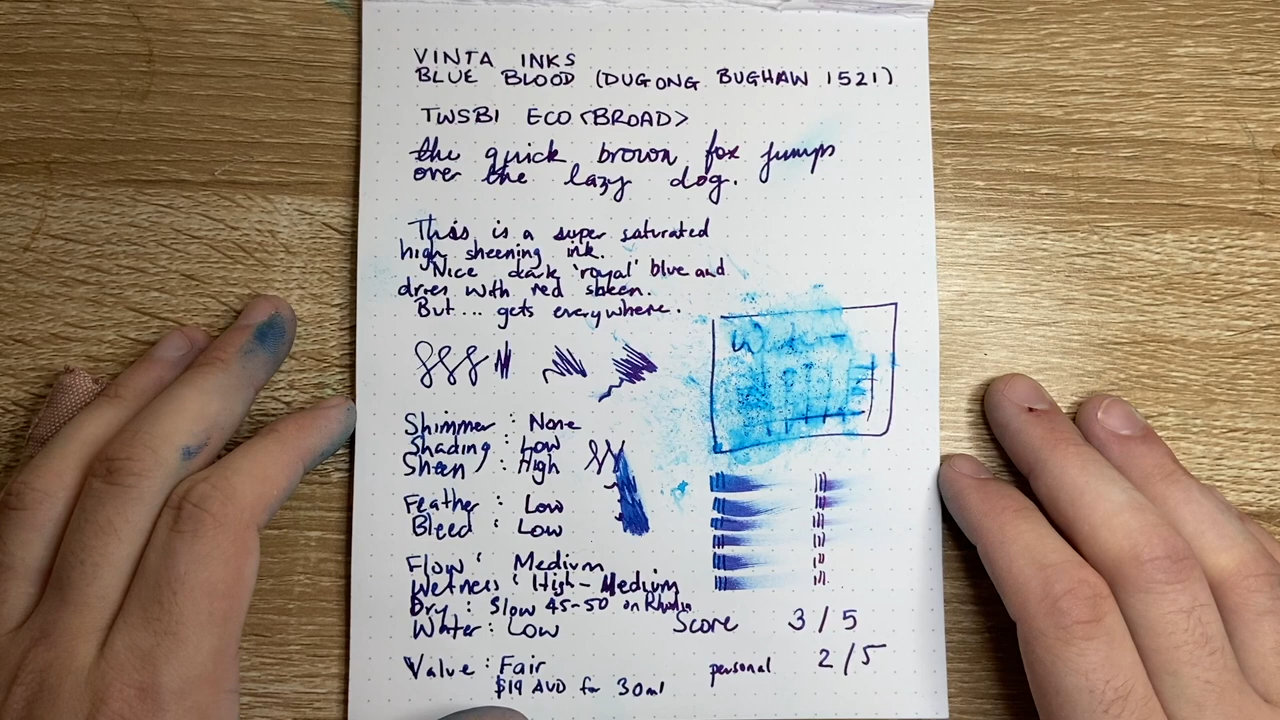 VINTA INKS
BLUE BLOOD (DUGONG BUGHAW 1521)
TWSBI ECO <BROAD>
the quick brown fox jumps
over the lazy dog.
This is a super saturated
high sheening ink.
Nice dark 'royal' blue and
dries with red sheen.
But... gets everywhere.
Water
Shimmer : None
Shading : Low
Sheen : High
Feather : Low
Bleed : Low
Flow : Medium
Wetness : High - Medium
Dry : Slow 45-50 on Rhodia
Water : Low
Score 3/5
Value : Fair
$19 AUD for 30ml
personal 2/5